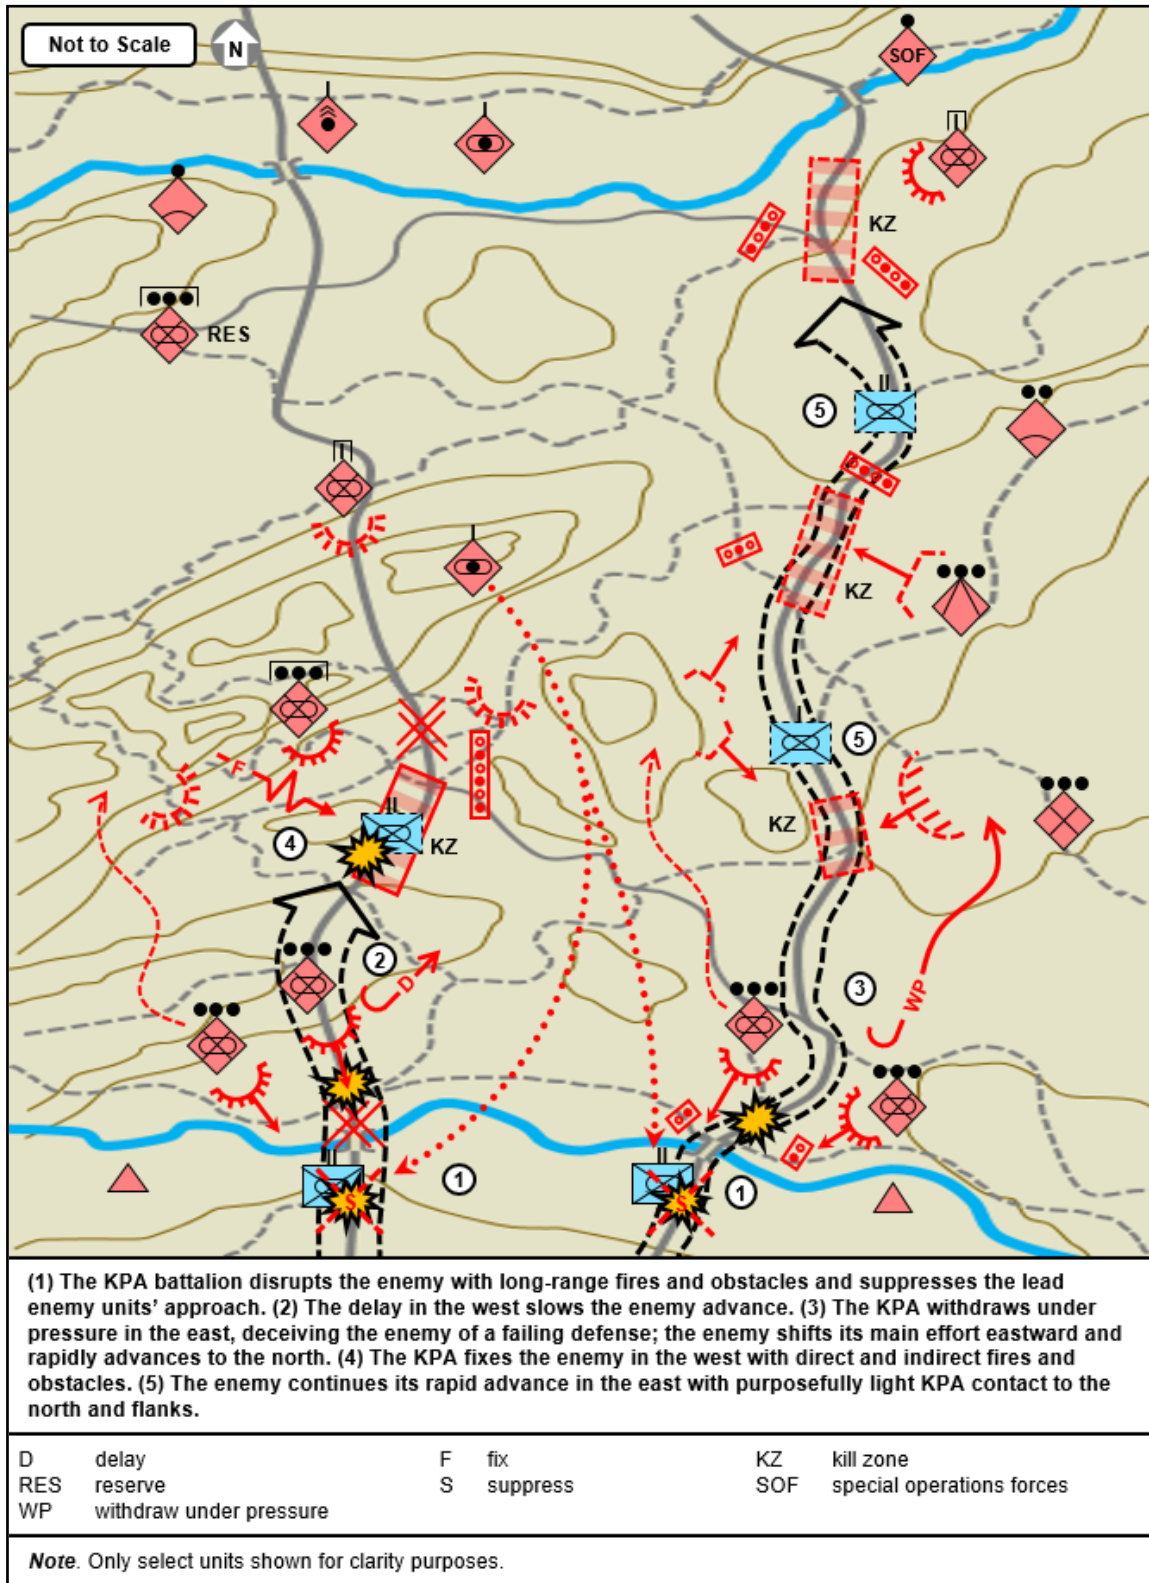 Not to Scale
N
SOF
KZ
RES
5
KZ
F
5
4
KZ
KZ
2
D
3
WP
1
1
S
S
(1) The KPA battalion disrupts the enemy with long-range fires and obstacles and suppresses the lead
enemy units' approach. (2) The delay in the west slows the enemy advance. (3) The KPA withdraws under
pressure in the east, deceiving the enemy of a failing defense; the enemy shifts its main effort eastward and
rapidly advances to the north. (4) The KPA fixes the enemy in the west with direct and indirect fires and
obstacles. (5) The enemy continues its rapid advance in the east with purposefully light KPA contact to the
north and flanks.
D delay F fix KZ kill zone
RES reserve S suppress SOF special operations forces
WP withdraw under pressure
Note. Only select units shown for clarity purposes.